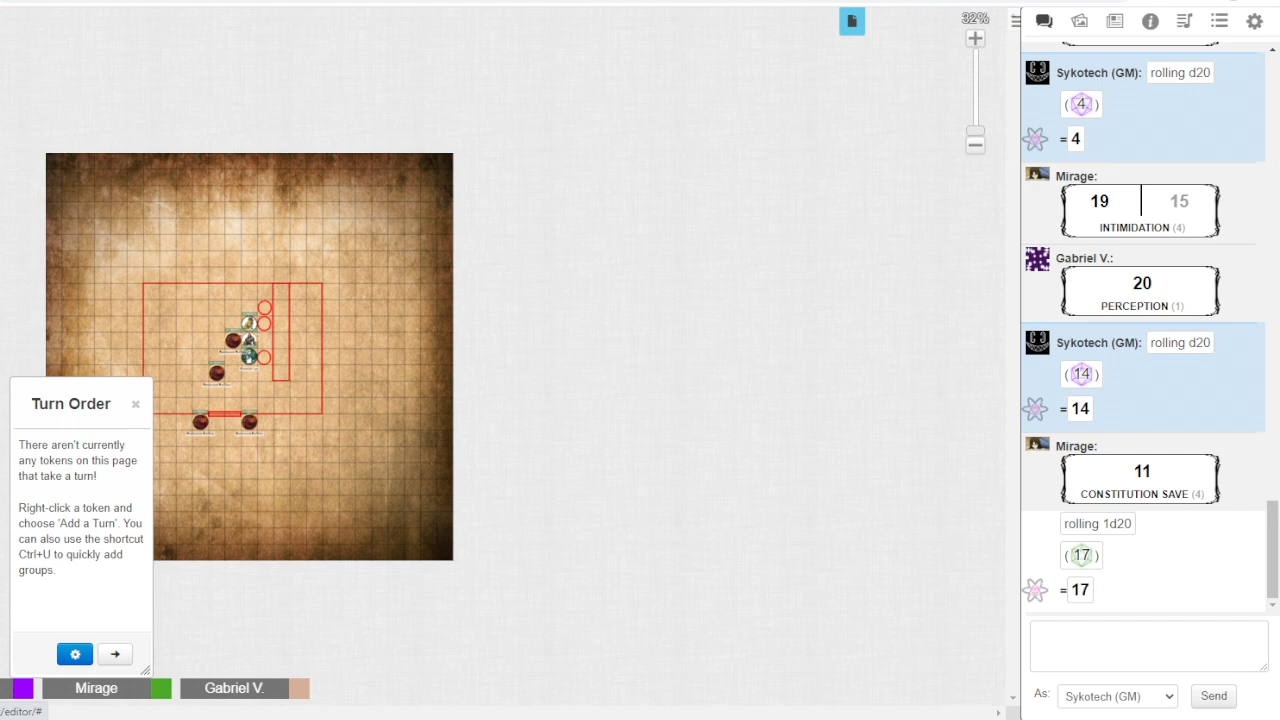 32%
Sykotech (GM): rolling d20
( 4 )
= 4
Mirage:
19 15
INTIMIDATION (4)
Gabriel V.:
20
PERCEPTION (1)
Sykotech (GM): rolling d20
( 14 )
= 14
Mirage:
11
CONSTITUTION SAVE (4)
rolling 1d20
( 17 )
= 17
As: Sykotech (GM) Send
Turn Order ×
There aren't currently
any tokens on this page
that take a turn!
Right-click a token and
choose 'Add a Turn'. You
can also use the shortcut
Ctrl+U to quickly add
groups.
Mirage
Gabriel V.
/editor/#